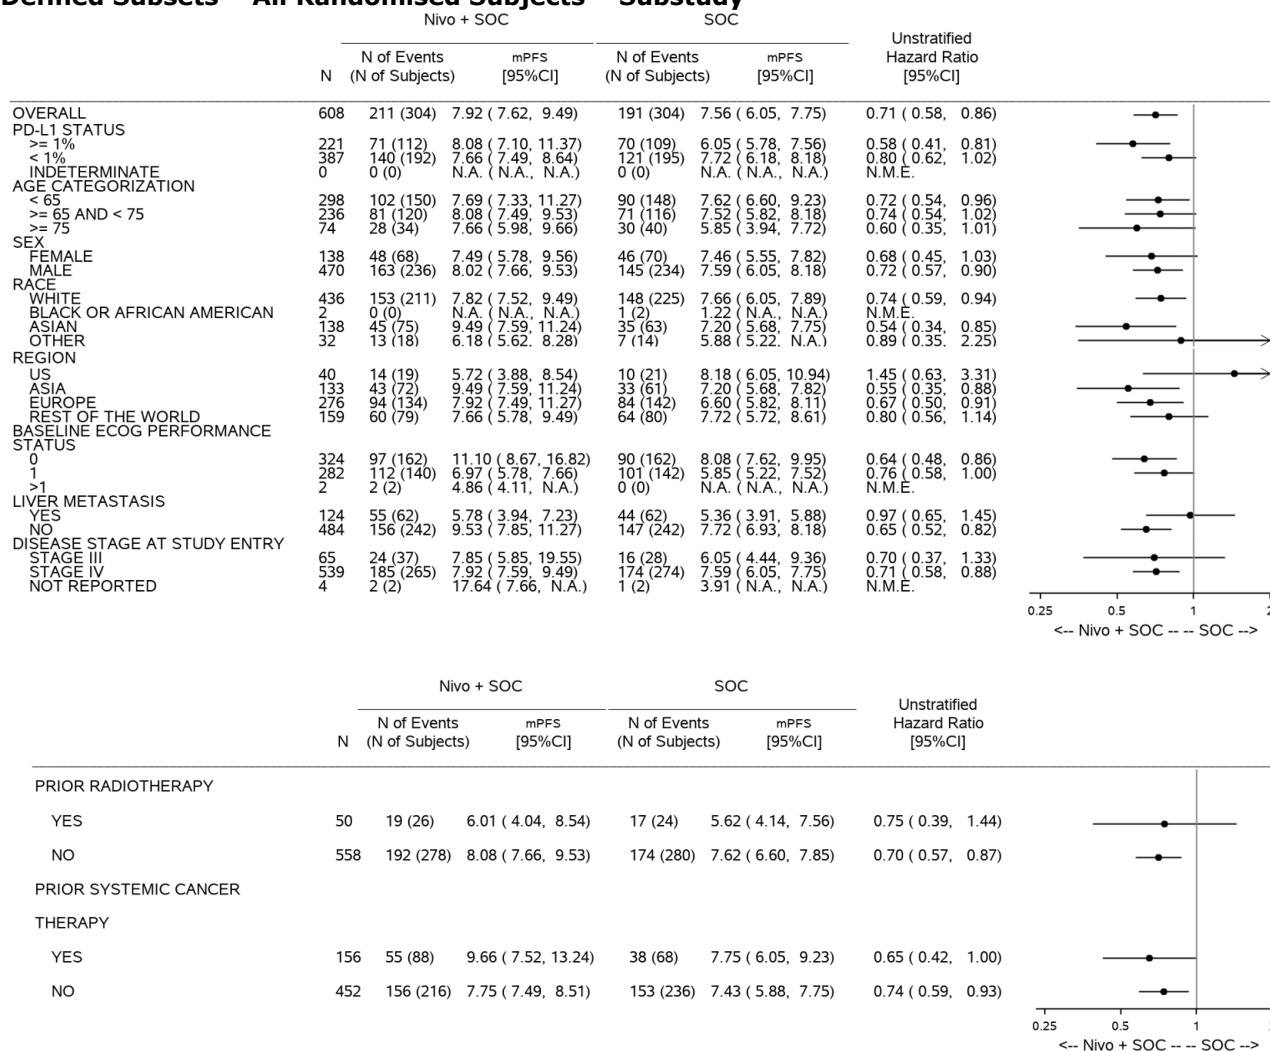 Defined Subsets - All Randomised Subjects - Substudy
Nivo + SOC SOC
Unstratified
N of Events mPFS N of Events mPFS Hazard Ratio
N (N of Subjects) [95%CI] (N of Subjects) [95%CI] [95%CI]
OVERALL 608 211 (304) 7.92 ( 7.62, 9.49) 191 (304) 7.56 ( 6.05, 7.75) 0.71 ( 0.58, 0.86)
PD-L1 STATUS
>= 1% 221 71 (112) 8.08 ( 7.10, 11.37) 70 (109) 6.05 ( 5.78, 7.56) 0.58 ( 0.41, 0.81)
< 1% 387 140 (192) 7.66 ( 7.49, 8.64) 121 (195) 7.72 ( 6.18, 8.18) 0.80 ( 0.62, 1.02)
INDETERMINATE 0 0 (0) N.A. ( N.A., N.A.) 0 (0) N.A. ( N.A., N.A.) N.M.E.
AGE CATEGORIZATION
< 65 298 102 (150) 7.69 ( 7.33, 11.27) 90 (148) 7.62 ( 6.60, 9.23) 0.72 ( 0.54, 0.96)
>= 65 AND < 75 236 81 (120) 8.08 ( 7.49, 9.53) 71 (116) 7.52 ( 5.82, 8.18) 0.74 ( 0.54, 1.02)
>= 75 74 28 (34) 7.66 ( 5.98, 9.66) 30 (40) 5.85 ( 3.94, 7.72) 0.60 ( 0.35, 1.01)
SEX
FEMALE 138 48 (68) 7.49 ( 5.78, 9.56) 46 (70) 7.46 ( 5.55, 7.82) 0.68 ( 0.45, 1.03)
MALE 470 163 (236) 8.02 ( 7.66, 9.53) 145 (234) 7.59 ( 6.05, 8.18) 0.72 ( 0.57, 0.90)
RACE
WHITE 436 153 (211) 7.82 ( 7.52, 9.49) 148 (225) 7.66 ( 6.05, 7.89) 0.74 ( 0.59, 0.94)
BLACK OR AFRICAN AMERICAN 2 0 (0) N.A. ( N.A., N.A.) 1 (2) 1.22 ( N.A., N.A.) N.M.E.
ASIAN 138 45 (75) 9.49 ( 7.59, 11.24) 35 (63) 7.20 ( 5.68, 7.75) 0.54 ( 0.34, 0.85)
OTHER 32 13 (18) 6.18 ( 5.62, 8.28) 7 (14) 5.88 ( 5.22, N.A.) 0.89 ( 0.35, 2.25)
REGION
US 40 14 (19) 5.72 ( 3.88, 8.54) 10 (21) 8.18 ( 6.05, 10.94) 1.45 ( 0.63, 3.31)
ASIA 133 43 (72) 9.49 ( 7.59, 11.24) 33 (61) 7.20 ( 5.68, 7.82) 0.55 ( 0.35, 0.88)
EUROPE 276 94 (134) 7.92 ( 7.49, 11.27) 84 (142) 6.60 ( 5.82, 8.11) 0.67 ( 0.50, 0.91)
REST OF THE WORLD 159 60 (79) 7.66 ( 5.78, 9.49) 64 (80) 7.72 ( 5.72, 8.61) 0.80 ( 0.56, 1.14)
BASELINE ECOG PERFORMANCE
STATUS
0 324 97 (162) 11.10 ( 8.67, 16.82) 90 (162) 8.08 ( 7.62, 9.95) 0.64 ( 0.48, 0.86)
1 282 112 (140) 6.97 ( 5.78, 7.66) 101 (142) 5.85 ( 5.22, 7.52) 0.76 ( 0.58, 1.00)
>1 2 2 (2) 4.86 ( 4.11, N.A.) 0 (0) N.A. ( N.A., N.A.) N.M.E.
LIVER METASTASIS
YES 124 55 (62) 5.78 ( 3.94, 7.23) 44 (62) 5.36 ( 3.91, 5.88) 0.97 ( 0.65, 1.45)
NO 484 156 (242) 9.53 ( 7.85, 11.27) 147 (242) 7.72 ( 6.93, 8.18) 0.65 ( 0.52, 0.82)
DISEASE STAGE AT STUDY ENTRY
STAGE III 65 24 (37) 7.85 ( 5.85, 19.55) 16 (28) 6.05 ( 4.44, 9.36) 0.70 ( 0.37, 1.33)
STAGE IV 539 185 (265) 7.92 ( 7.59, 9.49) 174 (274) 7.59 ( 6.05, 7.75) 0.71 ( 0.58, 0.88)
NOT REPORTED 4 2 (2) 17.64 ( 7.66, N.A.) 1 (2) 3.91 ( N.A., N.A.) N.M.E.
0.25 0.5 1 2
<-- Nivo + SOC -- -- SOC -->
Nivo + SOC SOC
Unstratified
N of Events mPFS N of Events mPFS Hazard Ratio
N (N of Subjects) [95%CI] (N of Subjects) [95%CI] [95%CI]
PRIOR RADIOTHERAPY
YES 50 19 (26) 6.01 ( 4.04, 8.54) 17 (24) 5.62 ( 4.14, 7.56) 0.75 ( 0.39, 1.44)
NO 558 192 (278) 8.08 ( 7.66, 9.53) 174 (280) 7.62 ( 6.60, 7.85) 0.70 ( 0.57, 0.87)
PRIOR SYSTEMIC CANCER
THERAPY
YES 156 55 (88) 9.66 ( 7.52, 13.24) 38 (68) 7.75 ( 6.05, 9.23) 0.65 ( 0.42, 1.00)
NO 452 156 (216) 7.75 ( 7.49, 8.51) 153 (236) 7.43 ( 5.88, 7.75) 0.74 ( 0.59, 0.93)
0.25 0.5 1
<-- Nivo + SOC -- -- SOC -->